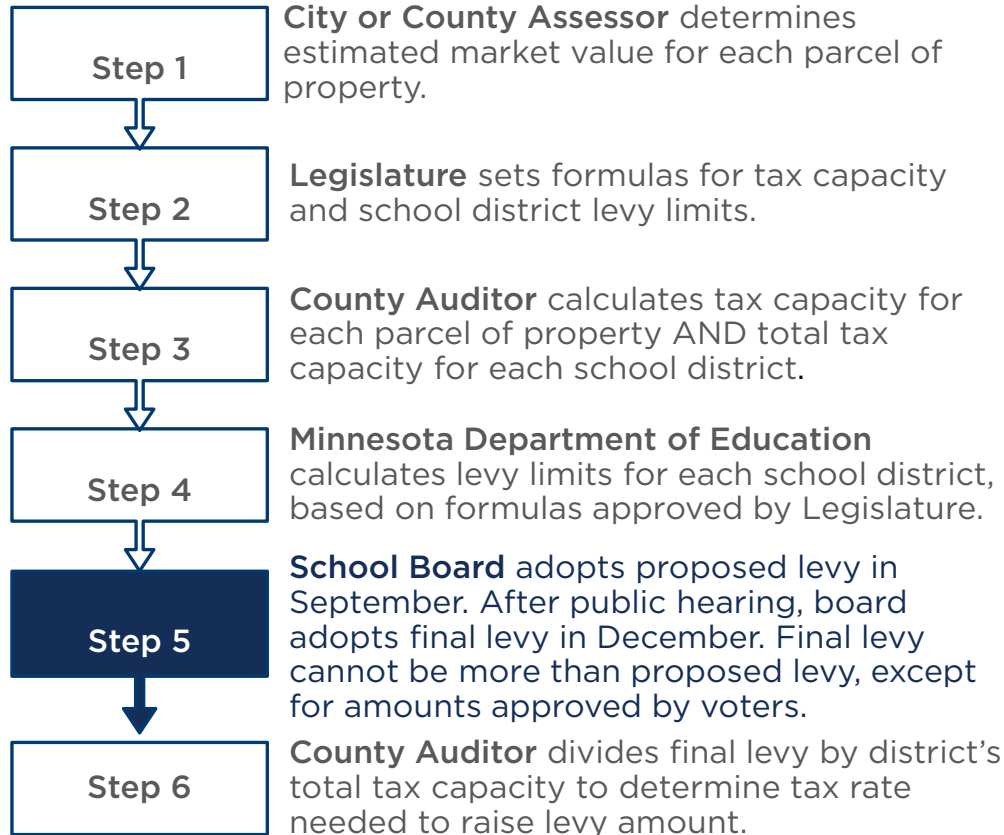 Step 1
City or County Assessor determines
estimated market value for each parcel of
property.
Step 2
Legislature sets formulas for tax capacity
and school district levy limits.
Step 3
County Auditor calculates tax capacity for
each parcel of property AND total tax
capacity for each school district.
Step 4
Minnesota Department of Education
calculates levy limits for each school district,
based on formulas approved by Legislature.
Step 5
School Board adopts proposed levy in
September. After public hearing, board
adopts final levy in December. Final levy
cannot be more than proposed levy, except
for amounts approved by voters.
Step 6
County Auditor divides final levy by district’s
total tax capacity to determine tax rate
needed to raise levy amount.